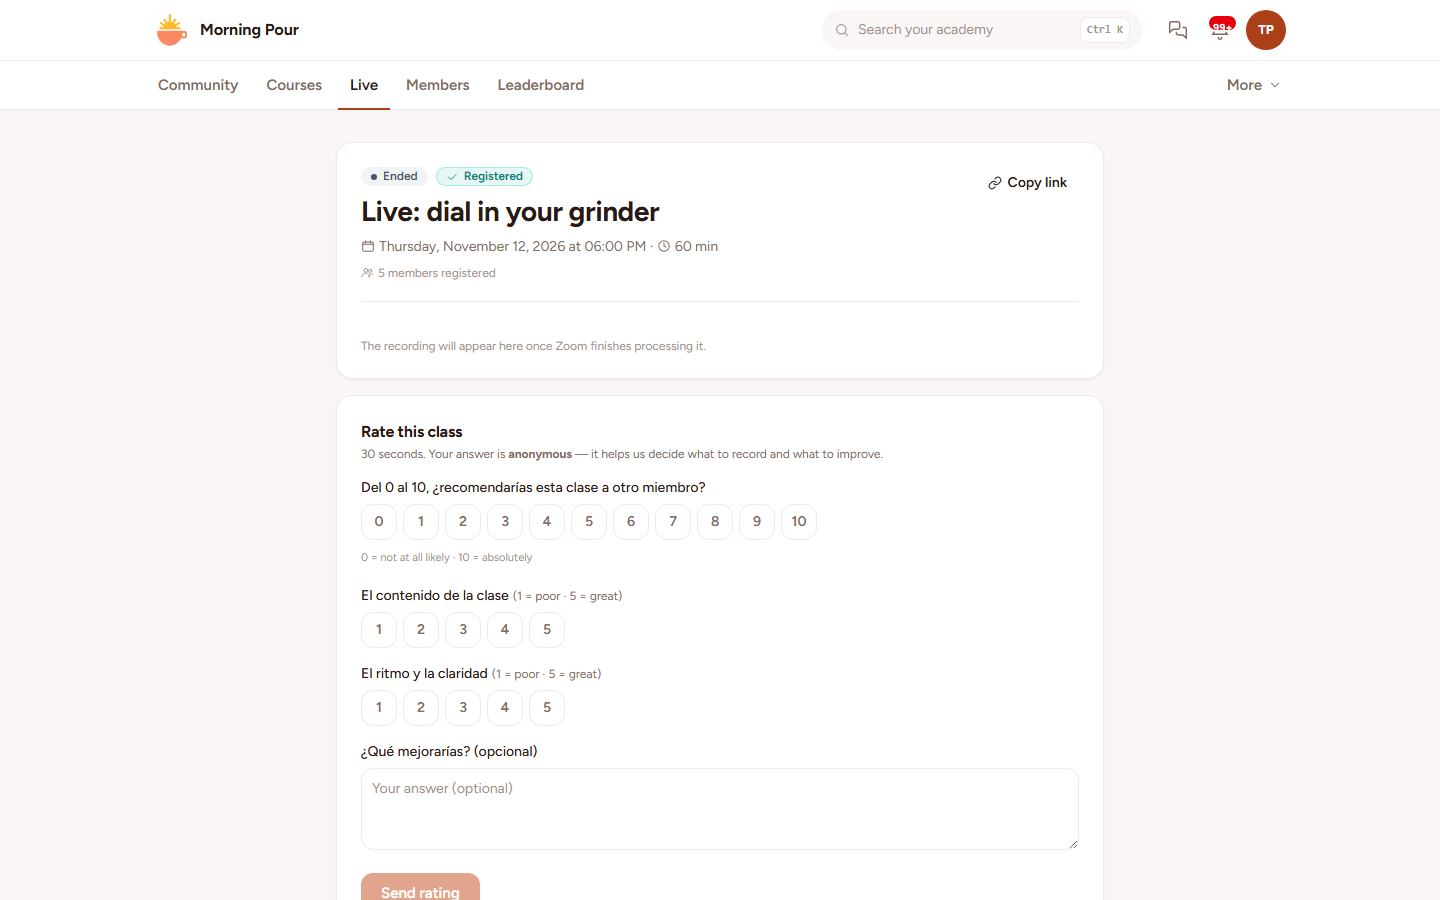 Morning Pour
Search your academy
Ctrl K
99+
TP
Community
Courses
Live
Members
Leaderboard
More
Ended
Registered
Copy link
Live: dial in your grinder
Thursday, November 12, 2026 at 06:00 PM · 60 min
5 members registered
The recording will appear here once Zoom finishes processing it.
Rate this class
30 seconds. Your answer is anonymous — it helps us decide what to record and what to improve.
Del 0 al 10, ¿recomendarías esta clase a otro miembro?
0 1 2 3 4 5 6 7 8 9 10
0 = not at all likely · 10 = absolutely
El contenido de la clase (1 = poor · 5 = great)
1 2 3 4 5
El ritmo y la claridad (1 = poor · 5 = great)
1 2 3 4 5
¿Qué mejorarías? (opcional)
Your answer (optional)
Send rating